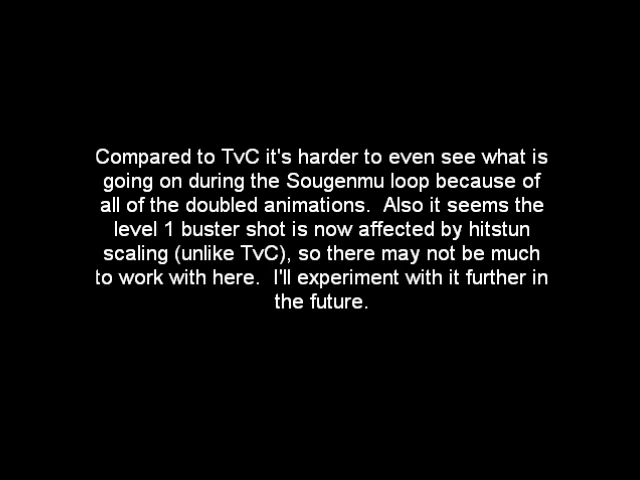 Compared to TvC it's harder to even see what is
going on during the Sougenmu loop because of
all of the doubled animations.  Also it seems the
level 1 buster shot is now affected by hitstun
scaling (unlike TvC), so there may not be much
to work with here.  I'll experiment with it further in
the future.